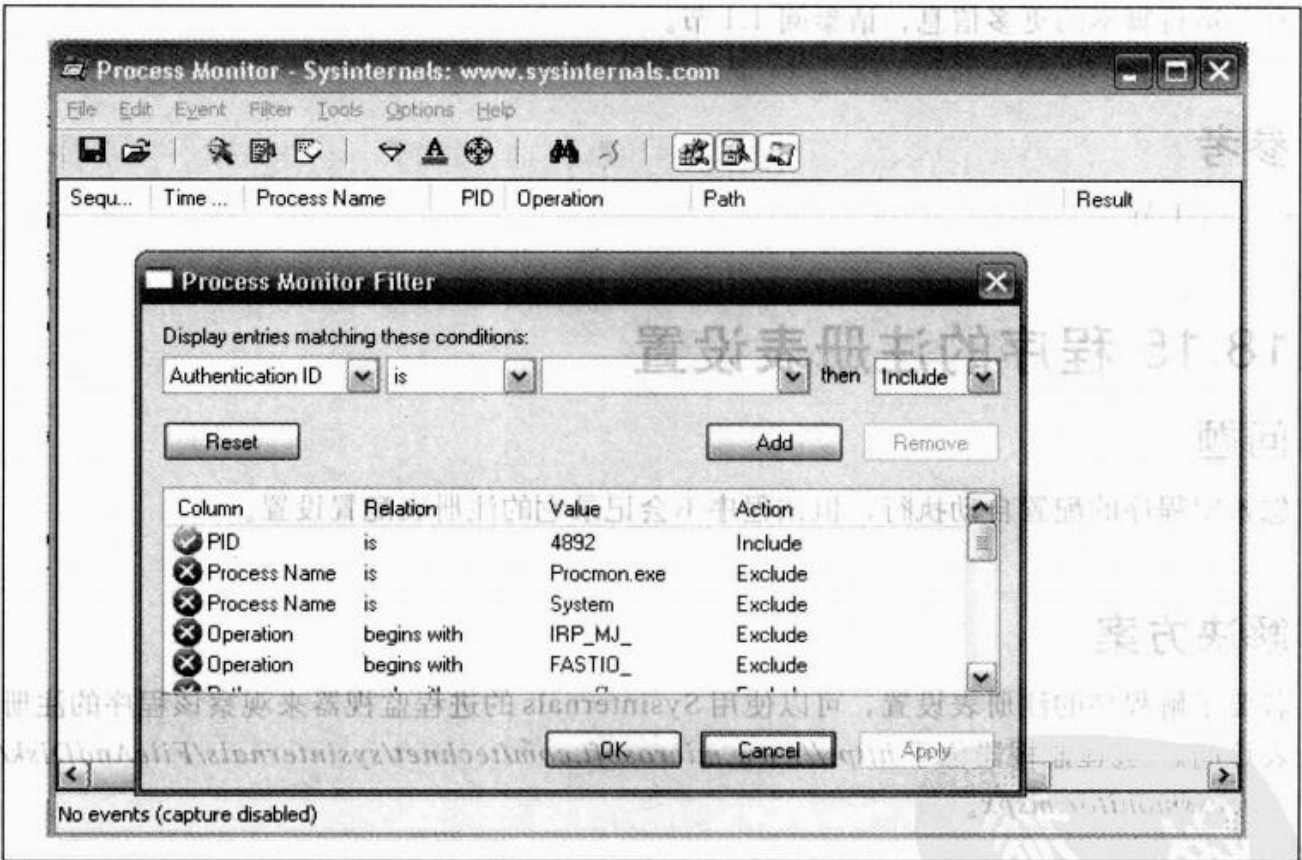 Process Monitor - Sysinternals: www.sysinternals.com
File Edit Event Filter Tools Options Help
Sequ... Time ... Process Name PID Operation Path Result
Process Monitor Filter
Display entries matching these conditions:
Authentication ID is then Include
Reset Add Remove
Column Relation Value Action
PID is 4892 Include
Process Name is Procmon.exe Exclude
Process Name is System Exclude
Operation begins with IRP_MJ_ Exclude
Operation begins with FASTIO_ Exclude
OK Cancel Apply
No events (capture disabled)
参考
18.15 程序的注册表设置
问题
解决方案